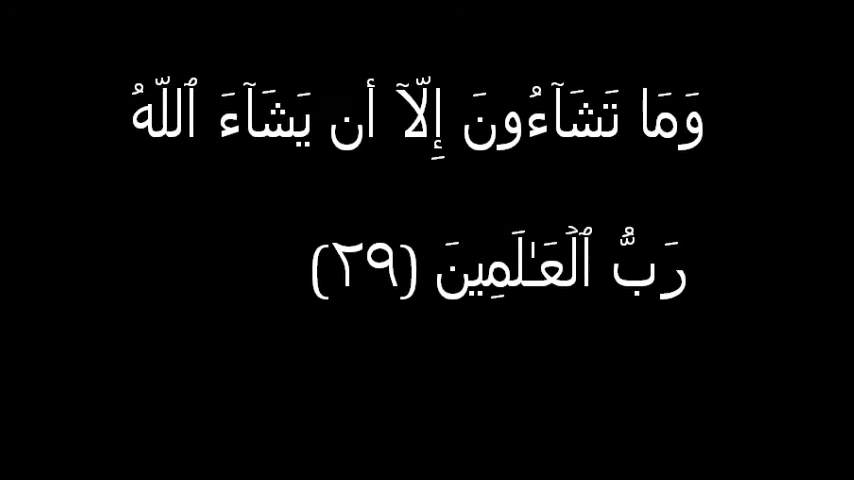 وَمَا تَشَآءُونَ إِلَّآ أَن يَشَآءَ ٱللَّهُ
رَبُّ ٱلْعَـٰلَمِينَ (٢٩)